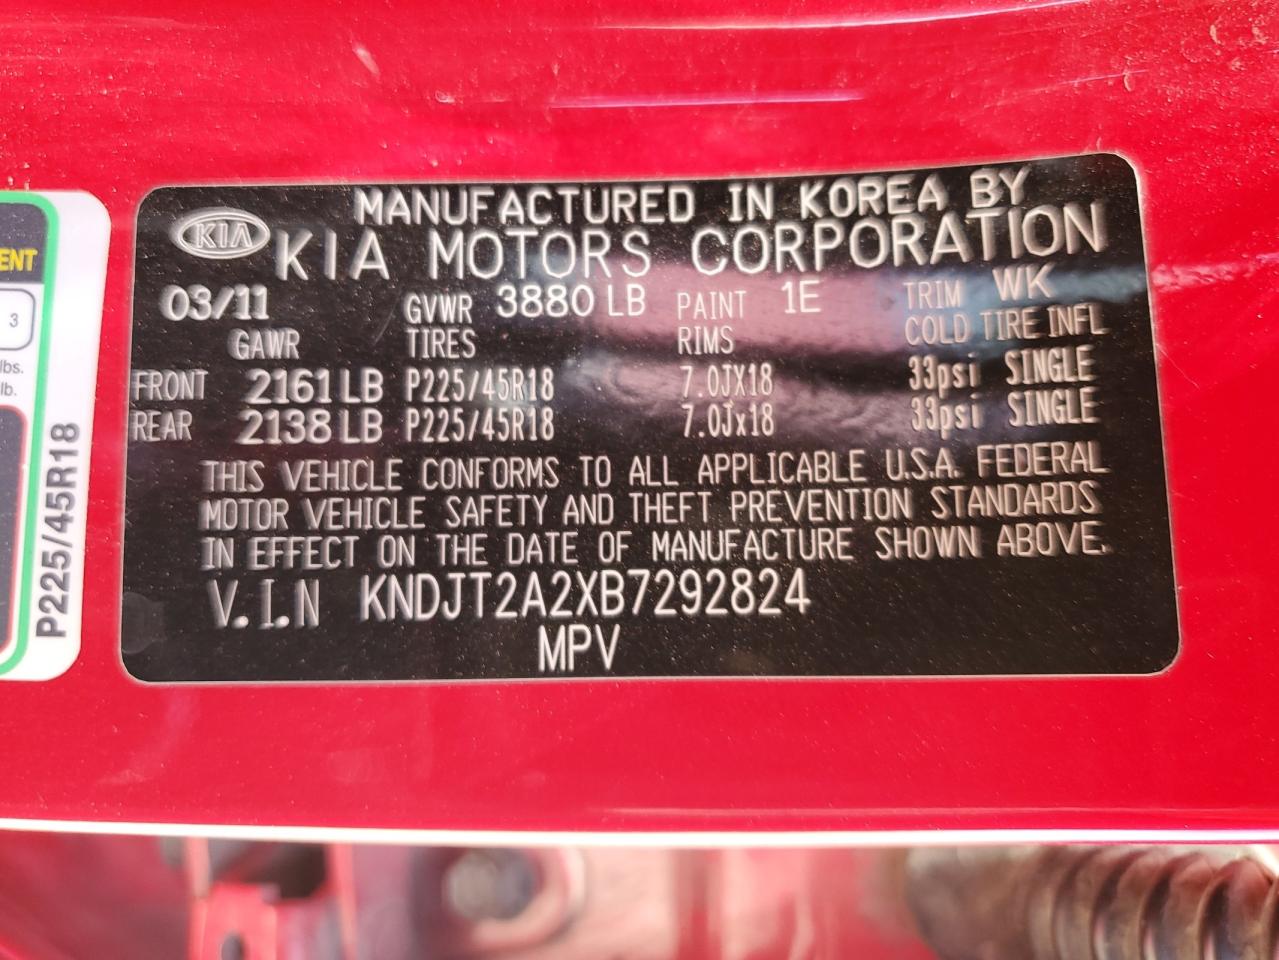 MANUFACTURED IN KOREA BY
KIA
KIA MOTORS CORPORATION
03/11 GVWR 3880 LB PAINT 1E TRIM WK
GAWR TIRES RIMS COLD TIRE INFL
FRONT 2161 LB P225/45R18 7.0JX18 33psi SINGLE
REAR 2138 LB P225/45R18 7.0Jx18 33psi SINGLE
THIS VEHICLE CONFORMS TO ALL APPLICABLE U.S.A. FEDERAL
MOTOR VEHICLE SAFETY AND THEFT PREVENTION STANDARDS
IN EFFECT ON THE DATE OF MANUFACTURE SHOWN ABOVE.
V.I.N KNDJT2A2XB7292824
MPV
ENT
3
lbs.
lb.
P225/45R18